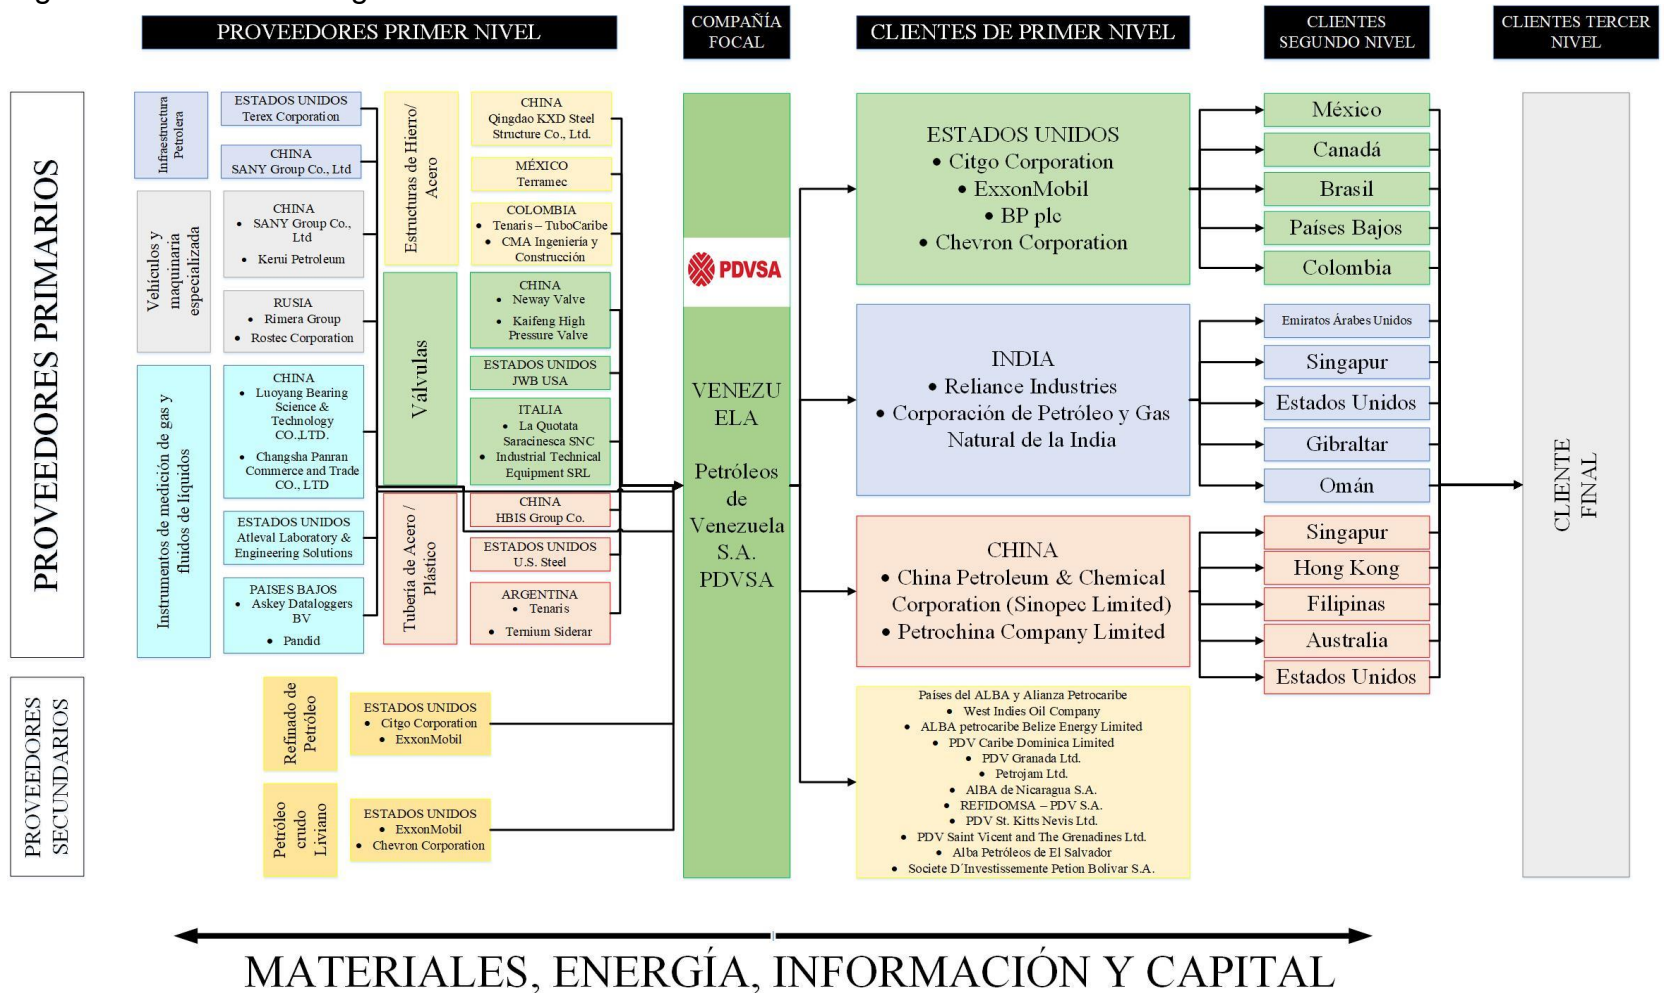 PROVEEDORES PRIMER NIVEL
COMPAÑÍA
FOCAL
CLIENTES DE PRIMER NIVEL
CLIENTES
SEGUNDO NIVEL
CLIENTES TERCER
NIVEL
PROVEEDORES PRIMARIOS
Infraestructura
Petrolera
ESTADOS UNIDOS
Terex Corporation
CHINA
SANY Group Co., Ltd
Vehículos y
maquinaria
especializada
CHINA
• SANY Group Co.,
Ltd
• Kerui Petroleum
RUSIA
• Rimera Group
• Rostec Corporation
Instrumentos de medición de gas y
fluidos de líquidos
CHINA
• Luoyang Bearing
Science &
Technology
CO.,LTD.
• Changsha Panran
Commerce and Trade
CO., LTD
ESTADOS UNIDOS
Atleval Laboratory &
Engineering Solutions
PAISES BAJOS
• Askey Dataloggers
BV
• Pandid
Estructuras de Hierro/
Acero
CHINA
Qingdao KXD Steel
Structure Co., Ltd.
MÉXICO
Terramec
COLOMBIA
• Tenaris – TuboCaribe
• CMA Ingeniería y
Construcción
Válvulas
CHINA
• Neway Valve
• Kaifeng High
Pressure Valve
ESTADOS UNIDOS
JWB USA
ITALIA
• La Quotata
Saracinesca SNC
• Industrial Technical
Equipment SRL
Tubería de Acero /
Plástico
CHINA
HBIS Group Co.
ESTADOS UNIDOS
U.S. Steel
ARGENTINA
• Tenaris
• Ternium Siderar
PROVEEDORES
SECUNDARIOS
Refinado de
Petróleo
ESTADOS UNIDOS
• Citgo Corporation
• ExxonMobil
Petróleo
crudo
Liviano
ESTADOS UNIDOS
• ExxonMobil
• Chevron Corporation
PDVSA
VENEZU
ELA
Petróleos
de
Venezuela
S.A.
PDVSA
ESTADOS UNIDOS
• Citgo Corporation
• ExxonMobil
• BP plc
• Chevron Corporation
INDIA
• Reliance Industries
• Corporación de Petróleo y Gas
Natural de la India
CHINA
• China Petroleum & Chemical
Corporation (Sinopec Limited)
• Petrochina Company Limited
Países del ALBA y Alianza Petrocaribe
• West Indies Oil Company
• ALBA petrocaribe Belize Energy Limited
• PDV Caribe Dominica Limited
• PDV Granada Ltd.
• Petrojam Ltd.
• AlBA de Nicaragua S.A.
• REFIDOMSA – PDV S.A.
• PDV St. Kitts Nevis Ltd.
• PDV Saint Vicent and The Grenadines Ltd.
• Alba Petróleos de El Salvador
• Societe D´Investissemente Petion Bolivar S.A.
México
Canadá
Brasil
Países Bajos
Colombia
Emiratos Árabes Unidos
Singapur
Estados Unidos
Gibraltar
Omán
Singapur
Hong Kong
Filipinas
Australia
Estados Unidos
CLIENTE
FINAL
MATERIALES, ENERGÍA, INFORMACIÓN Y CAPITAL